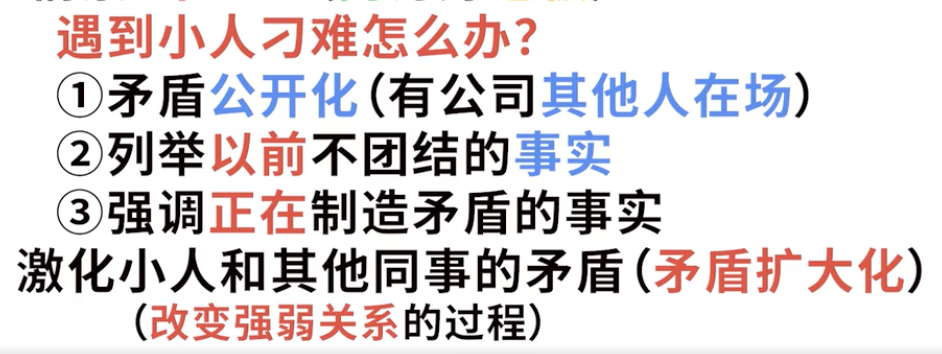 遇到小人刁难怎么办?
①矛盾公开化(有公司其他人在场)
②列举以前不团结的事实
③强调正在制造矛盾的事实
激化小人和其他同事的矛盾(矛盾扩大化)
(改变强弱关系的过程)